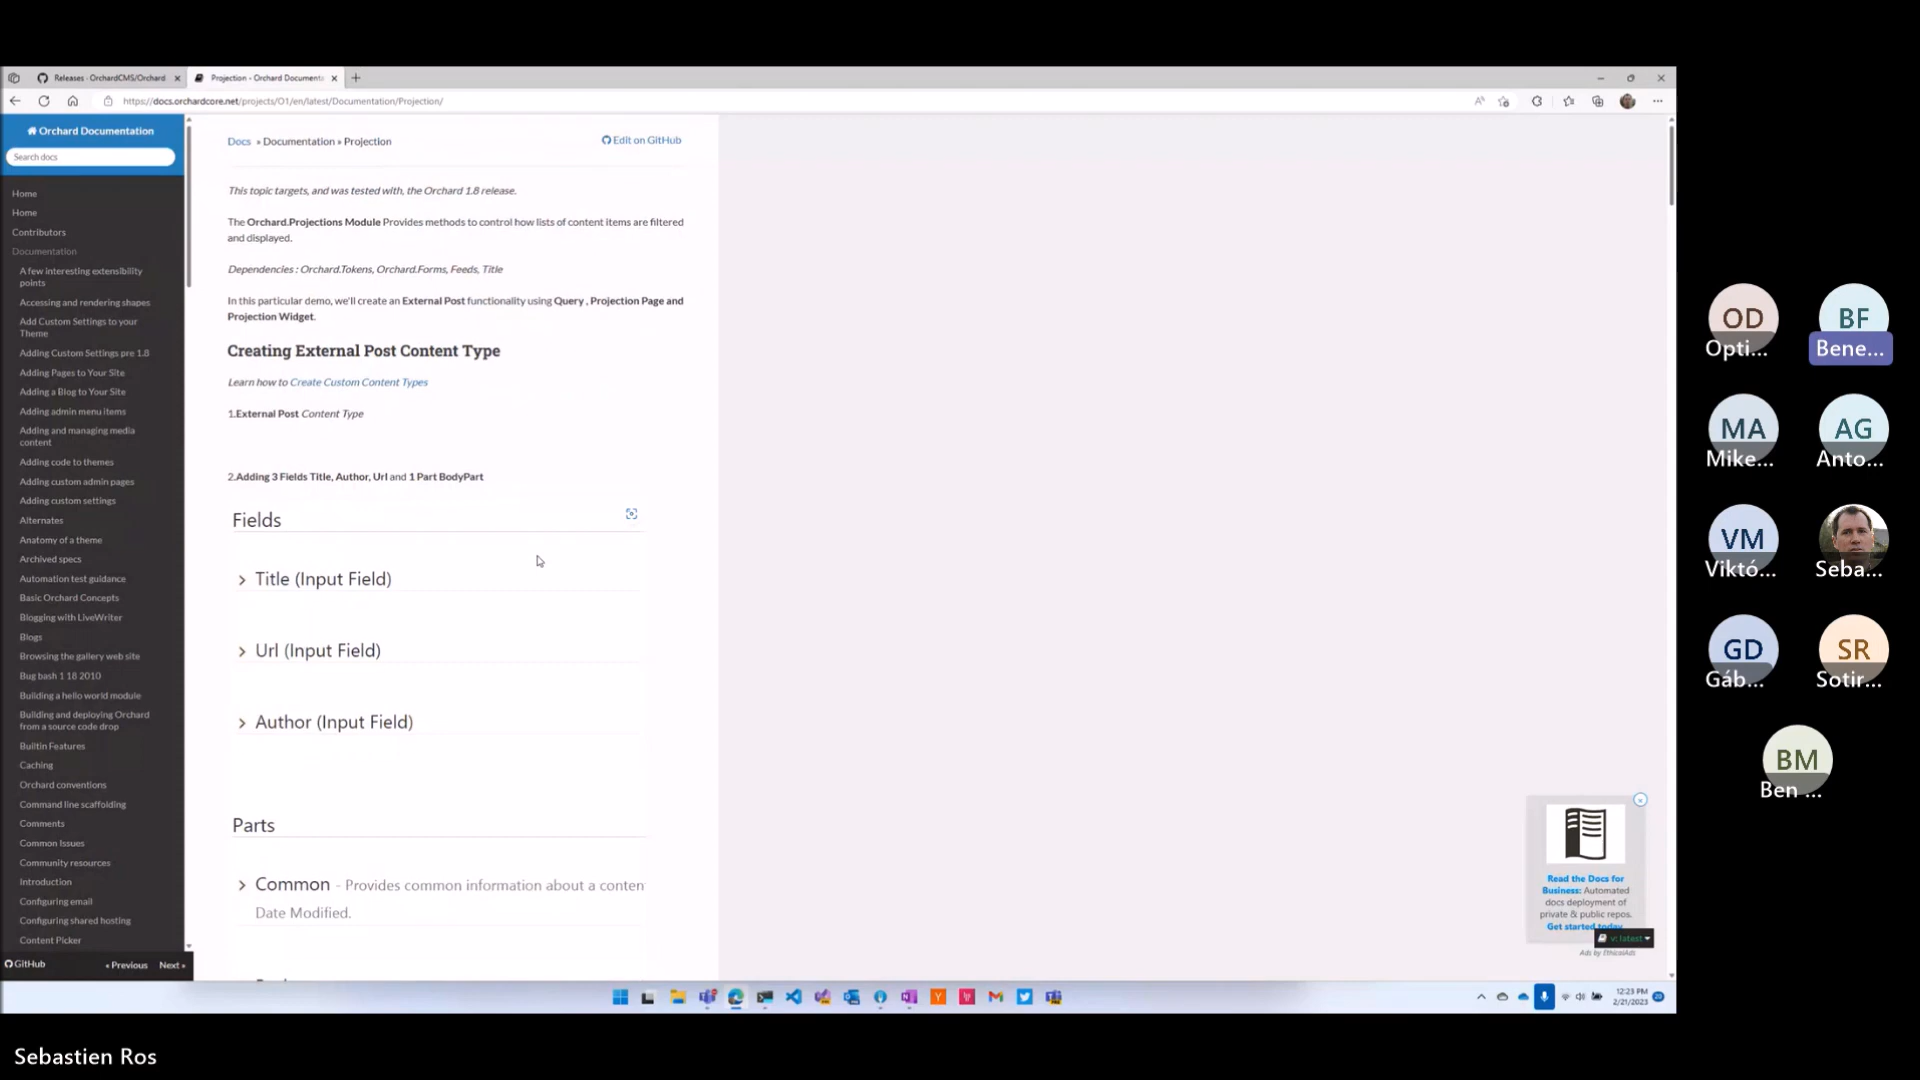 Releases · OrchardCMS/Orchard
Projection - Orchard Documenta
https://docs.orchardcore.net/projects/O1/en/latest/Documentation/Projection/
Orchard Documentation
Search docs
Home
Home
Contributors
Documentation
A few interesting extensibility
points
Accessing and rendering shapes
Add Custom Settings to your
Theme
Adding Custom Settings pre 1.8
Adding Pages to Your Site
Adding a Blog to Your Site
Adding admin menu items
Adding and managing media
content
Adding code to themes
Adding custom admin pages
Adding custom settings
Alternates
Anatomy of a theme
Archived specs
Automation test guidance
Basic Orchard Concepts
Blogging with LiveWriter
Blogs
Browsing the gallery web site
Bug bash 1 18 2010
Building a hello world module
Building and deploying Orchard
from a source code drop
Builtin Features
Caching
Orchard conventions
Command line scaffolding
Comments
Common Issues
Community resources
Introduction
Configuring email
Configuring shared hosting
Content Picker
GitHub
« Previous
Next »
Docs » Documentation » Projection
Edit on GitHub
This topic targets, and was tested with, the Orchard 1.8 release.
The Orchard.Projections Module Provides methods to control how lists of content items are filtered
and displayed.
Dependencies : Orchard.Tokens, Orchard.Forms, Feeds, Title
In this particular demo, we'll create an External Post functionality using Query , Projection Page and
Projection Widget.
Creating External Post Content Type
Learn how to Create Custom Content Types
1.External Post Content Type
2.Adding 3 Fields Title, Author, Url and 1 Part BodyPart
Fields
Title (Input Field)
Url (Input Field)
Author (Input Field)
Parts
Common - Provides common information about a conten
Date Modified.
Read the Docs for
Business: Automated
docs deployment of
private & public repos.
Get started today.
v: latest
Ads by EthicalAds
12:23 PM
2/21/2023
OD
Opti...
BF
Bene...
MA
Mike...
AG
Anto...
VM
Viktó...
Seba...
GD
Gáb...
SR
Sotir...
BM
Ben ...
Sebastien Ros